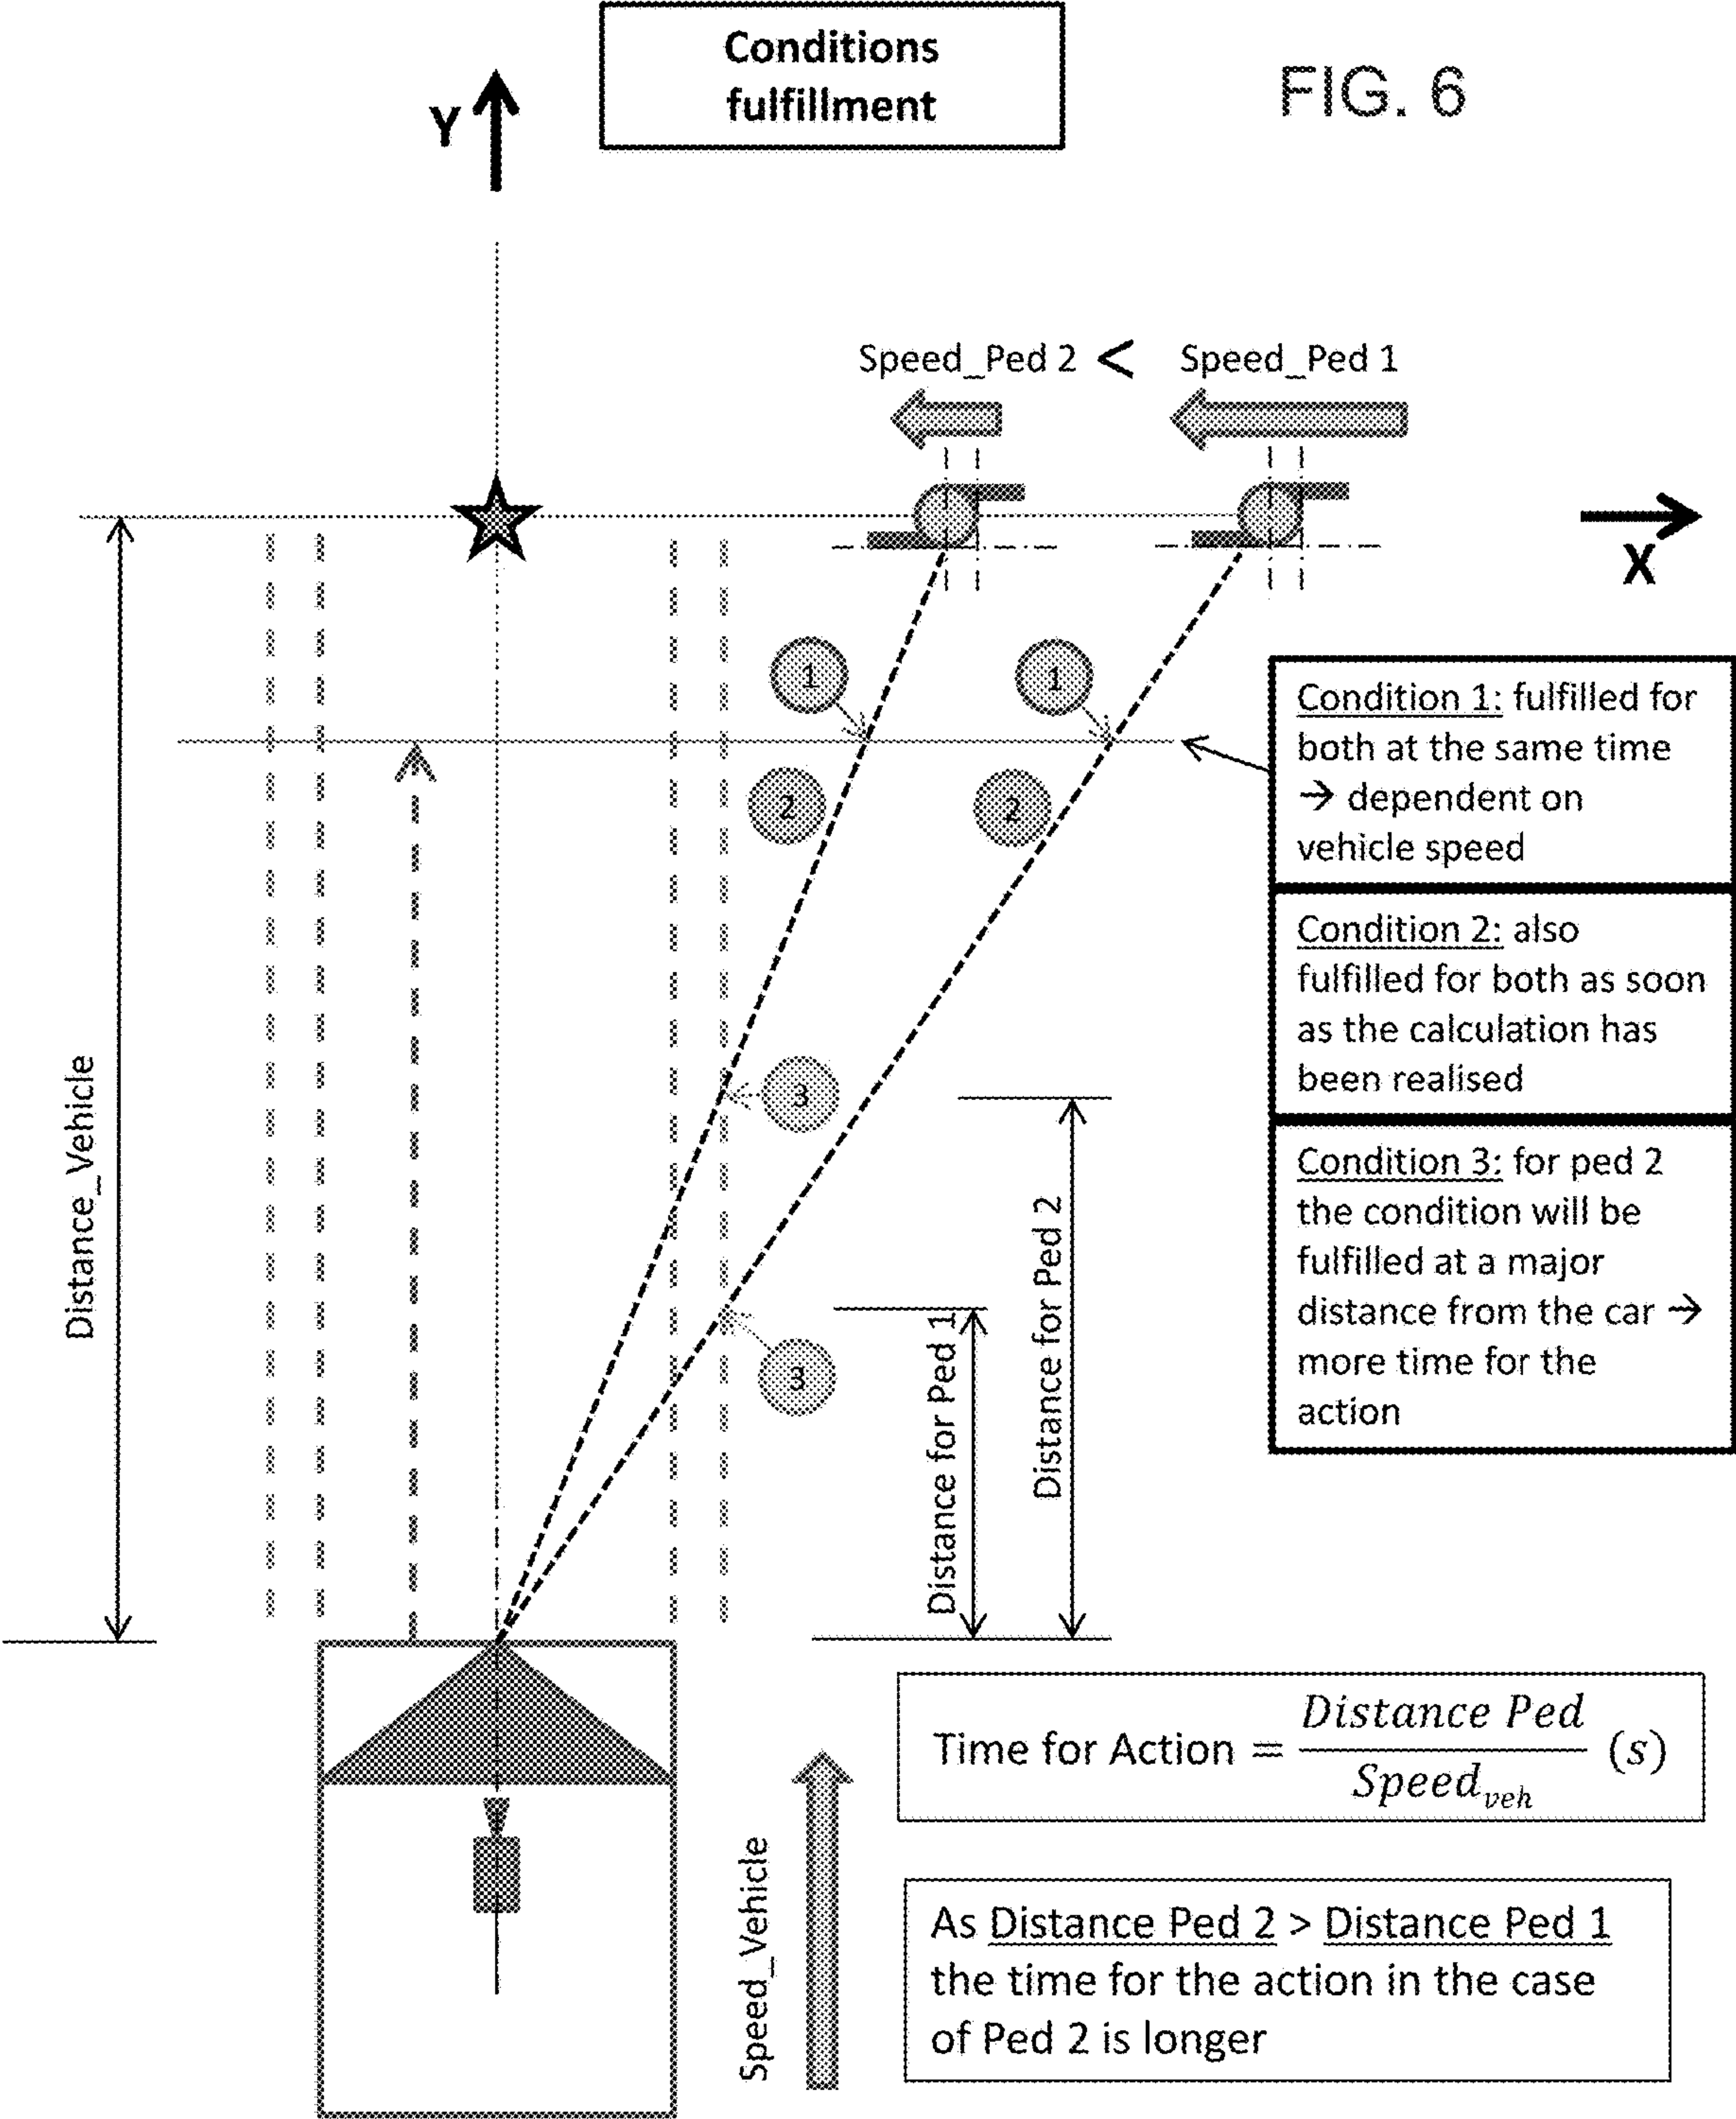 Conditions
fulfillment
FIG. 6
Y
Speed_Ped 2 < Speed_Ped 1
X
1
1
2
2
3
3
Condition 1: fulfilled for
both at the same time
→ dependent on
vehicle speed
Condition 2: also
fulfilled for both as soon
as the calculation has
been realised
Condition 3: for ped 2
the condition will be
fulfilled at a major
distance from the car →
more time for the
action
Distance_Vehicle
Distance for Ped 1
Distance for Ped 2
Speed_Vehicle
Time for Action = Distance Ped / Speed_veh (s)
As Distance Ped 2 > Distance Ped 1
the time for the action in the case
of Ped 2 is longer